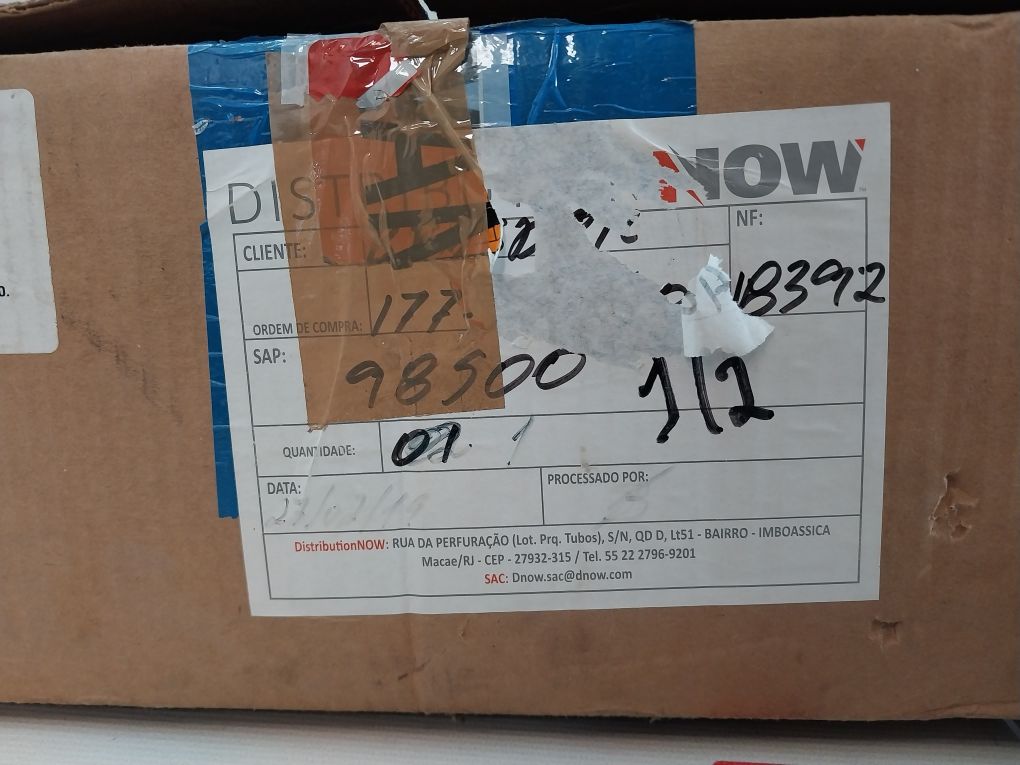 NOW
CLIENTE:
NF:
18392
ORDEM DE COMPRA: 177.
SAP: 98500
1/2
QUANTIDADE: 01.
DATA:
PROCESSADO POR:
DistributionNOW: RUA DA PERFURAÇÃO (Lot. Prq. Tubos), S/N, QD D, Lt51 - BAIRRO - IMBOASSICA
Macae/RJ - CEP - 27932-315 / Tel. 55 22 2796-9201
SAC: Dnow.sac@dnow.com